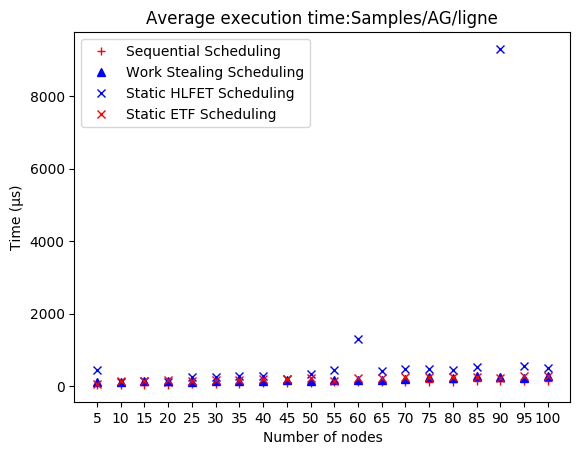 Average execution time:Samples/AG/ligne
Sequential Scheduling
Work Stealing Scheduling
Static HLFET Scheduling
Static ETF Scheduling
Time (µs)
8000
6000
4000
2000
0
5 10 15 20 25 30 35 40 45 50 55 60 65 70 75 80 85 90 95 100
Number of nodes